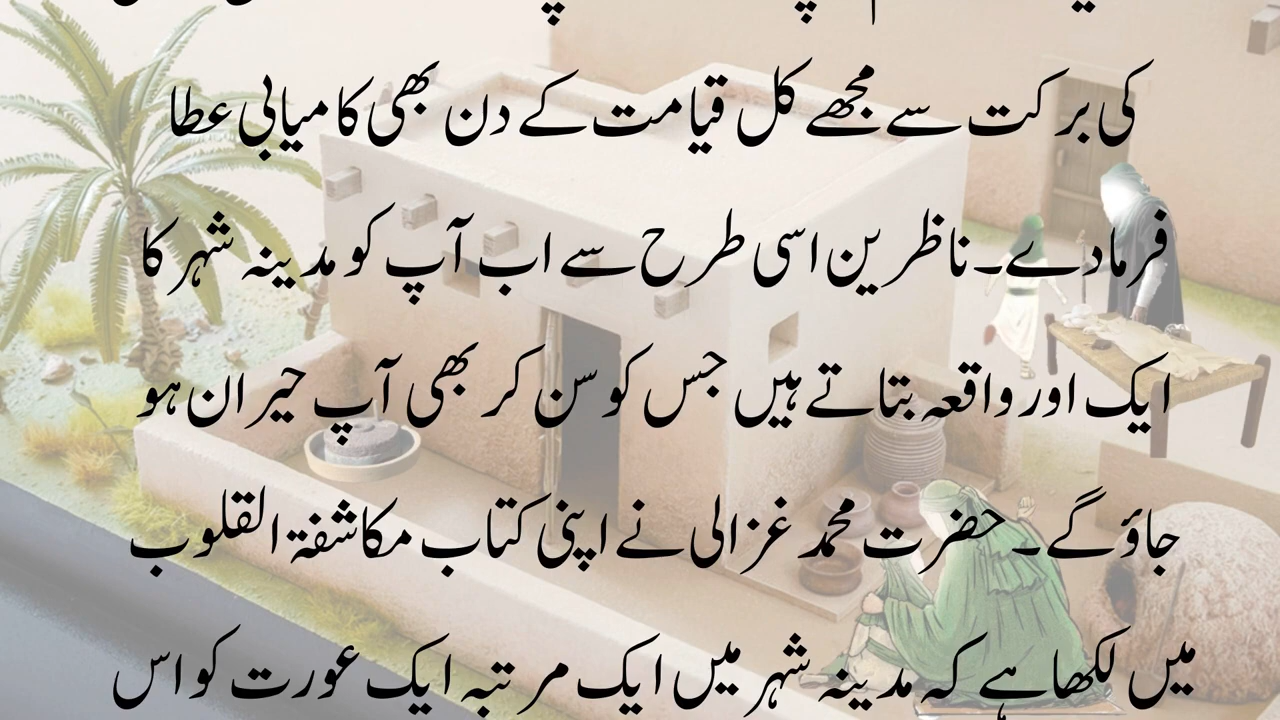 کی برکت سے مجھے کل قیامت کے دن بھی کامیابی عطا
فرمادے۔ ناظرین اسی طرح سے اب آپ کو مدینہ شہر کا
ایک اور واقعہ بتاتے ہیں جس کو سن کر بھی آپ حیران ہو
جاؤ گے۔ حضرت محمد غزالی نے اپنی کتاب مکاشفۃ القلوب
میں لکھا ہے کہ مدینہ شہر میں ایک مرتبہ ایک عورت کو اس